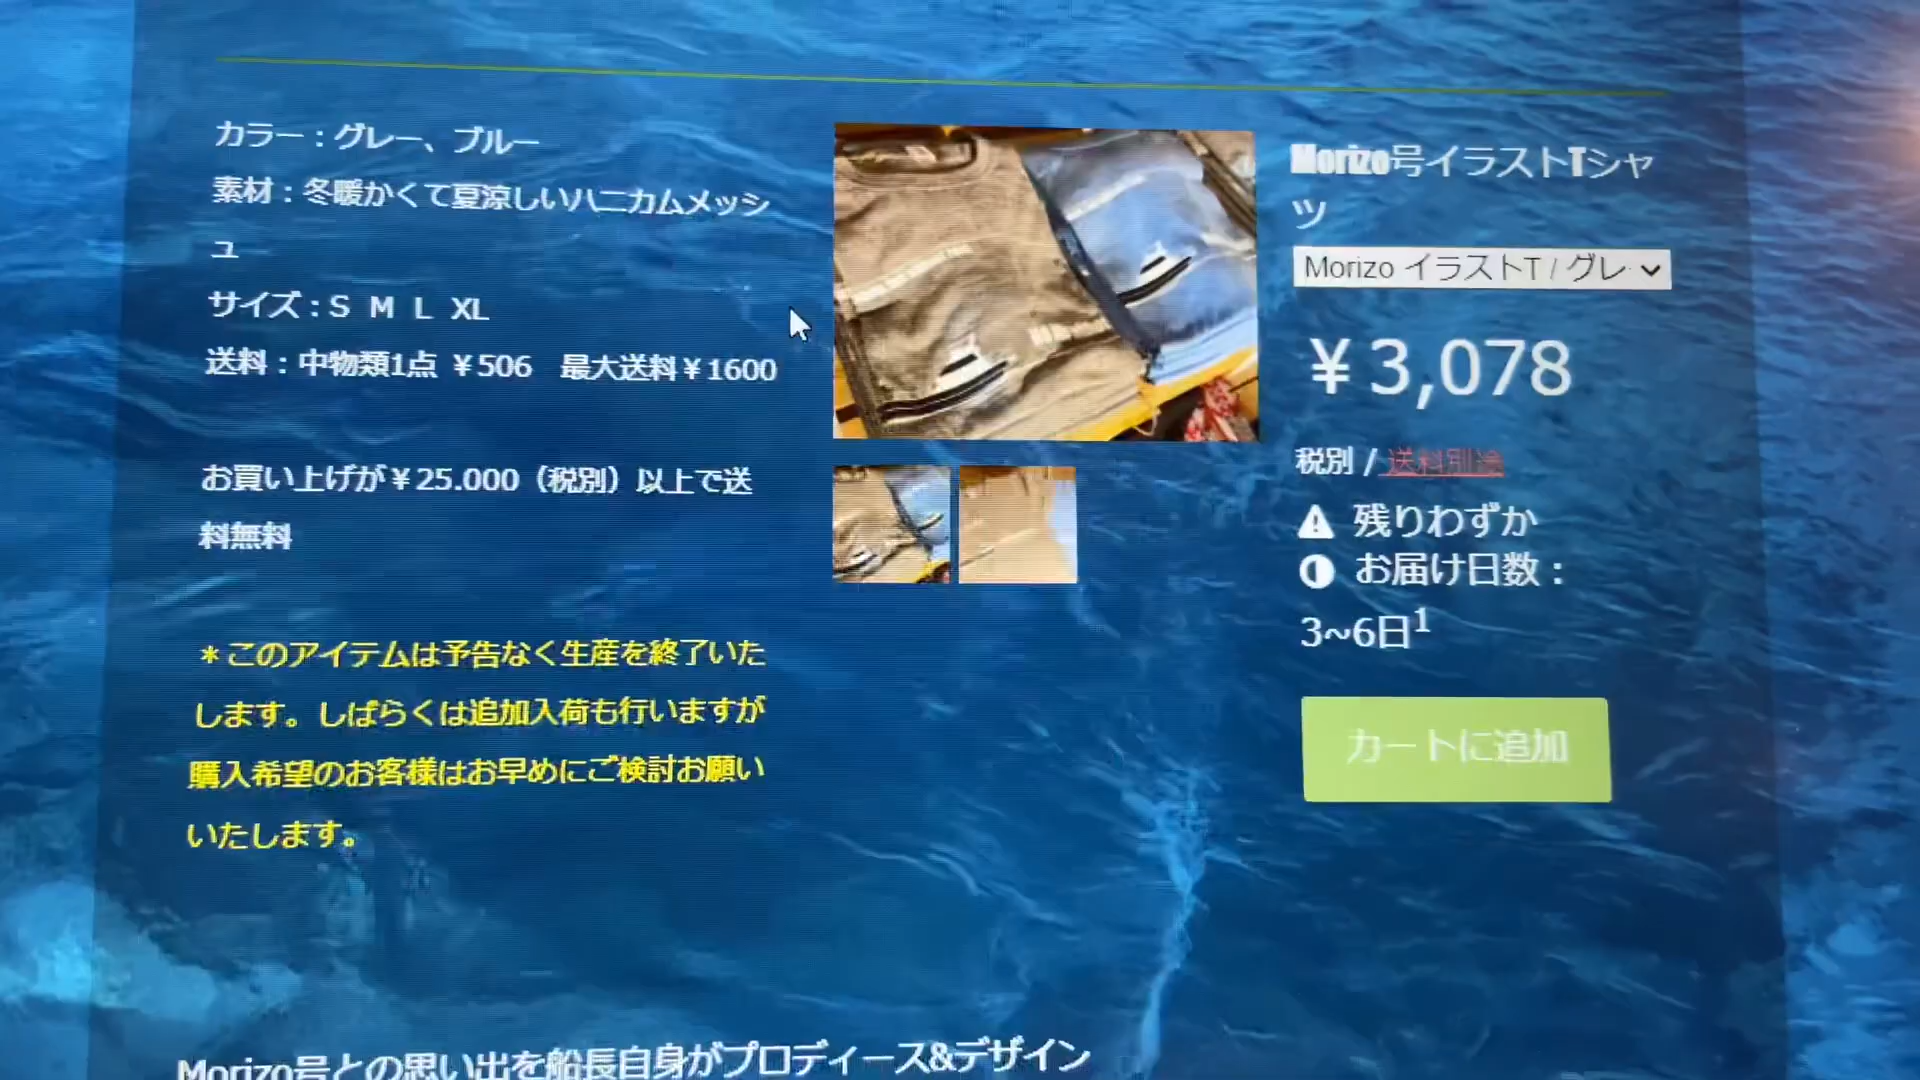 カラー：グレー、ブルー
素材：冬暖かくて夏涼しいハニカムメッシ
ュ
サイズ：S M L XL
送料：中物類1点 ￥506 最大送料￥1600
お買い上げが￥25.000（税別）以上で送
料無料
＊このアイテムは予告なく生産を終了いた
します。しばらくは追加入荷も行いますが
購入希望のお客様はお早めにご検討お願い
いたします。
Morizo号イラストTシャ
ツ
Morizo イラストT / グレ
￥3,078
税別 / 送料別途
残りわずか
お届け日数：
3~6日1
カートに追加
Morizo号との思い出を船長自身がプロディース&デザイン